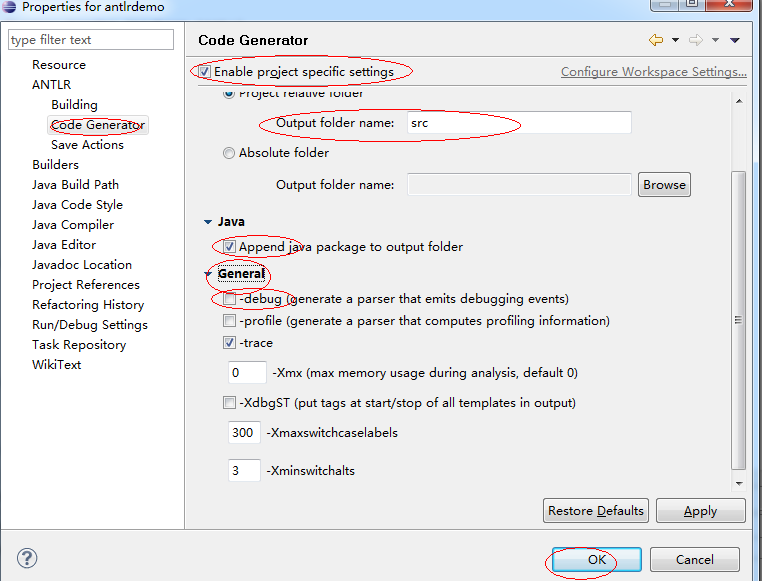 Properties for antlrdemo
type filter text
Resource
ANTLR
Building
Code Generator
Save Actions
Builders
Java Build Path
Java Code Style
Java Compiler
Java Editor
Javadoc Location
Project References
Refactoring History
Run/Debug Settings
Task Repository
WikiText
Code Generator
Enable project specific settings
Configure Workspace Settings...
Project relative folder
Output folder name: src
Absolute folder
Output folder name:
Browse
Java
Append java package to output folder
General
-debug (generate a parser that emits debugging events)
-profile (generate a parser that computes profiling information)
-trace
0 -Xmx (max memory usage during analysis, default 0)
-XdbgST (put tags at start/stop of all templates in output)
300 -Xmaxswitchcaselabels
3 -Xminswitchalts
Restore Defaults
Apply
?
OK
Cancel